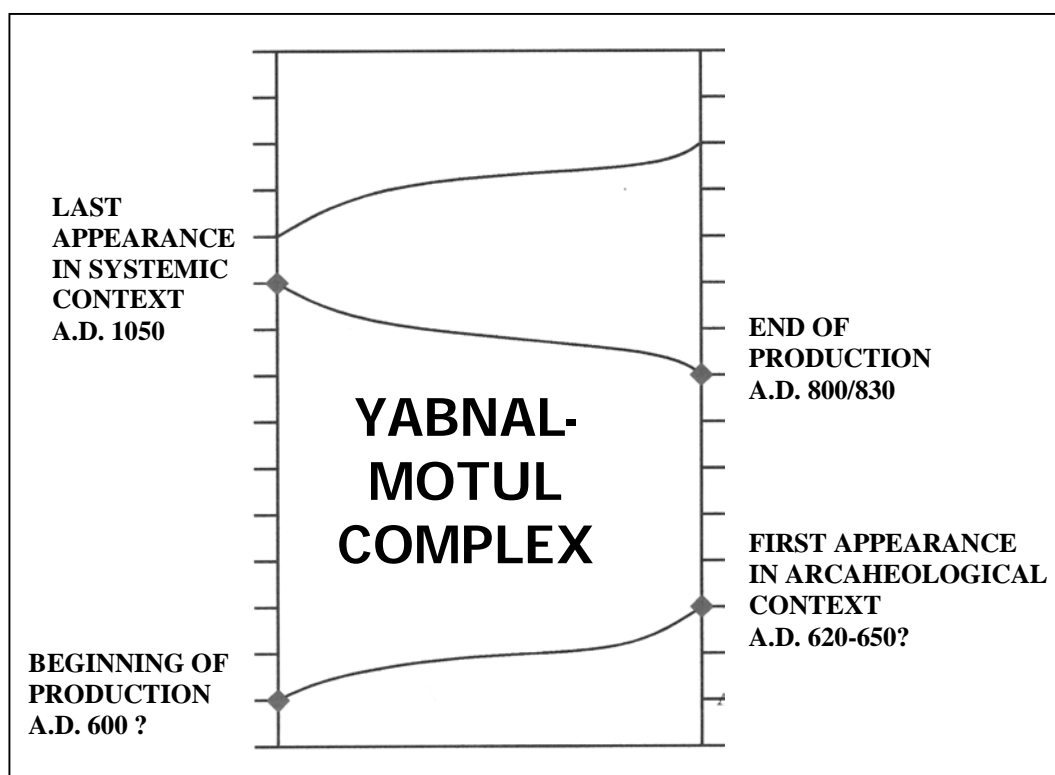 LAST
APPEARANCE
IN SYSTEMIC
CONTEXT
A.D. 1050
END OF
PRODUCTION
A.D. 800/830
YABNAL-
MOTUL
COMPLEX
FIRST APPEARANCE
IN ARCAHEOLOGICAL
CONTEXT
A.D. 620-650?
BEGINNING OF
PRODUCTION
A.D. 600 ?